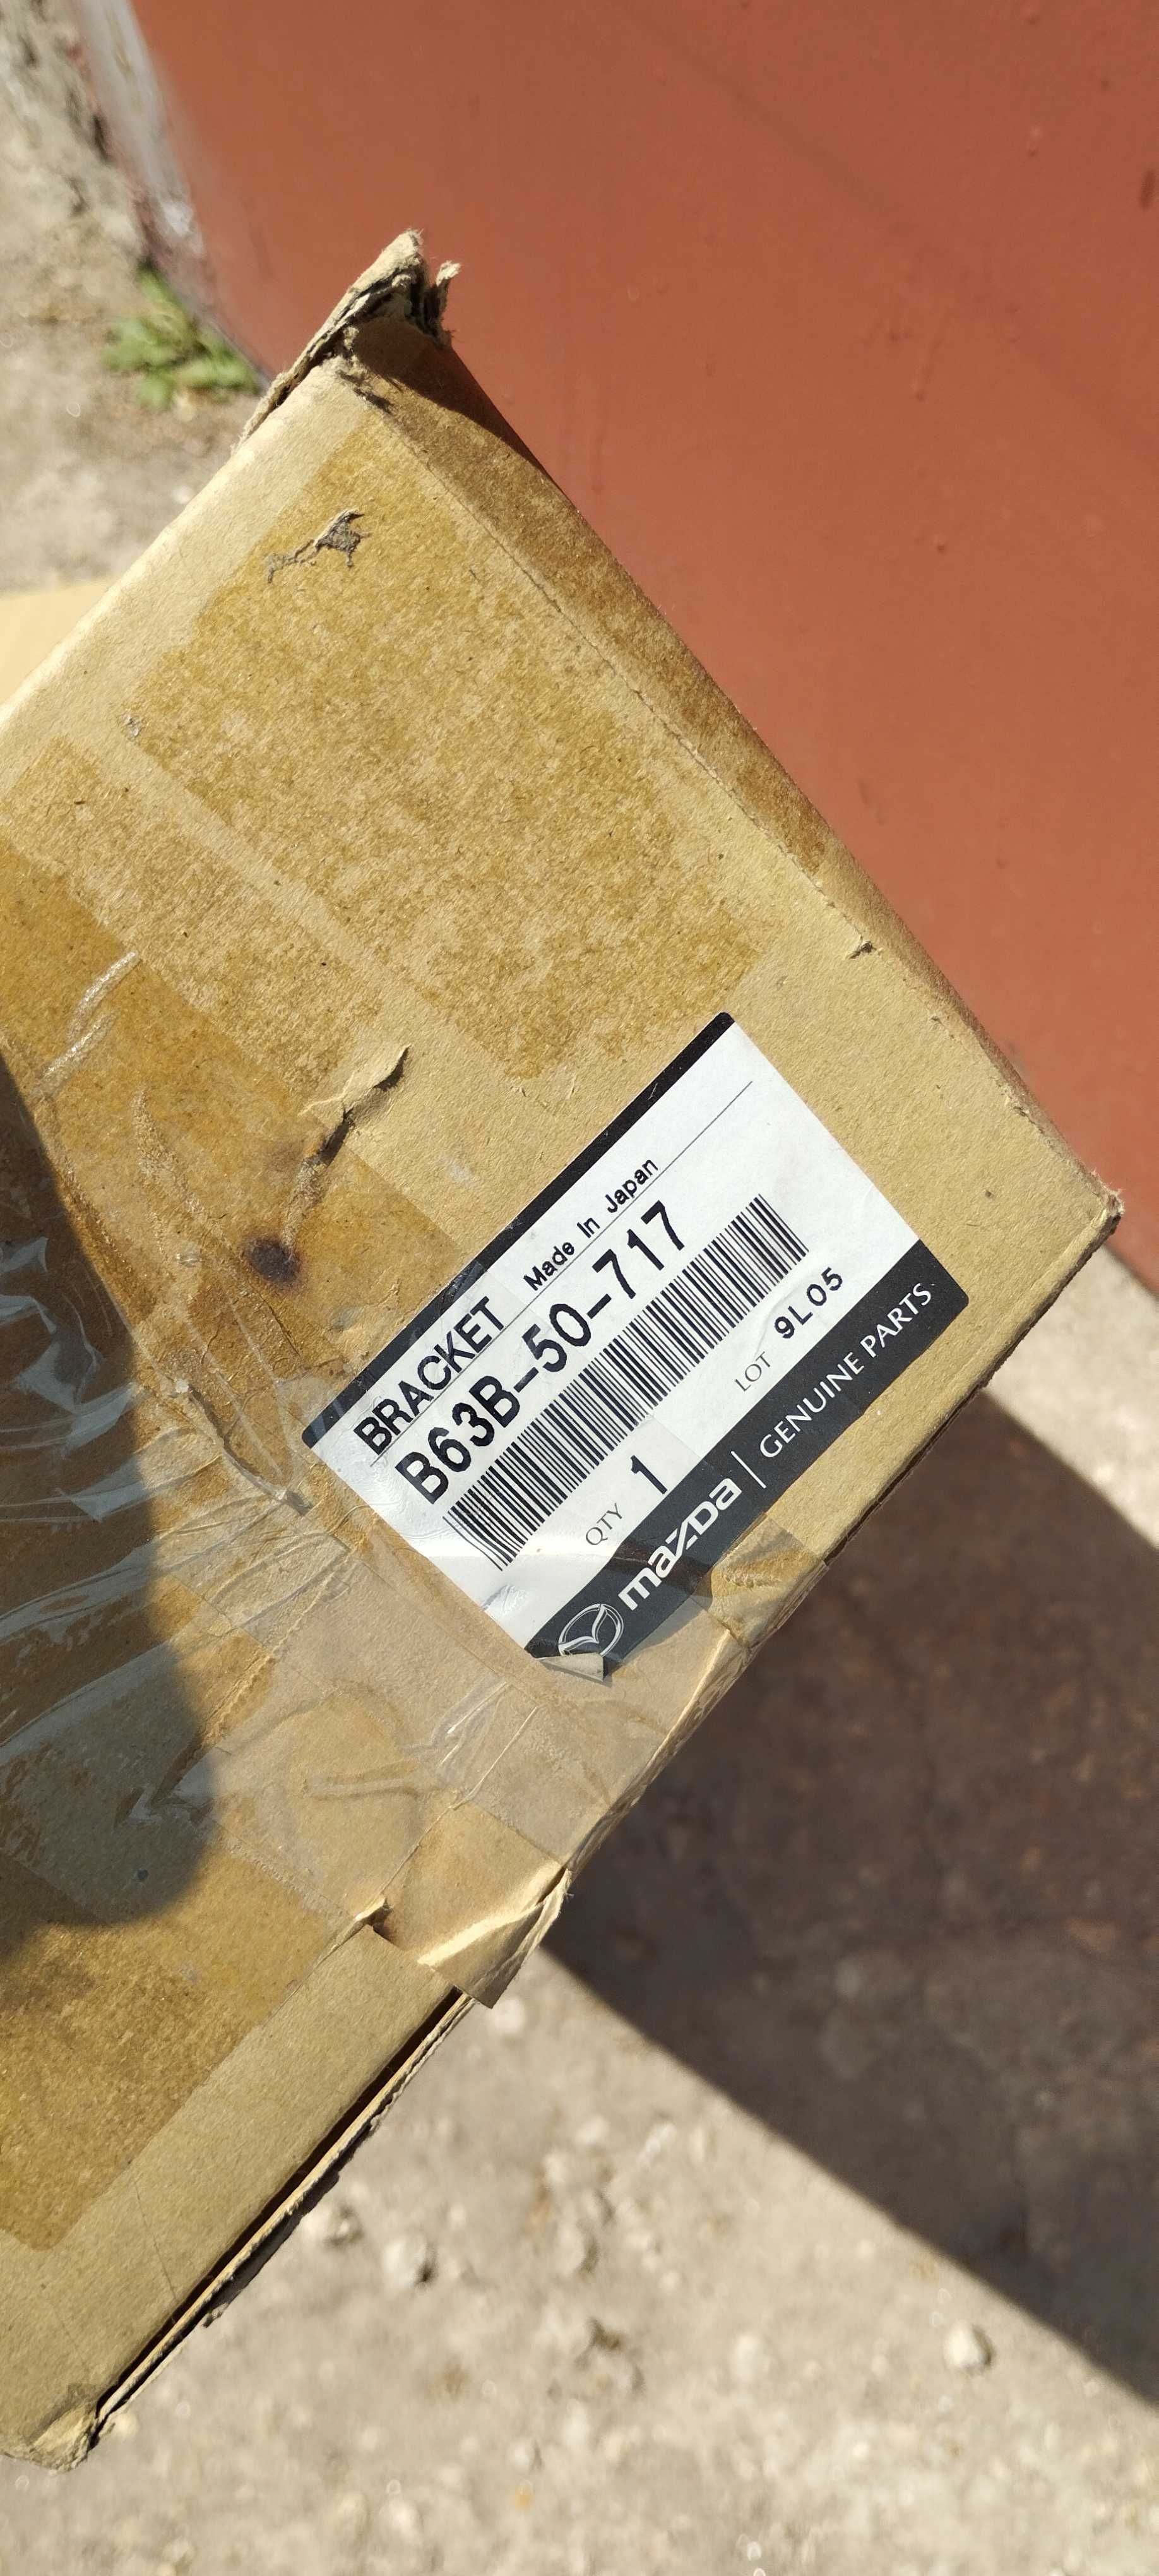 BRACKET Made In Japan
B63B-50-717
QTY 1 LOT 9L05
mazda | GENUINE PARTS